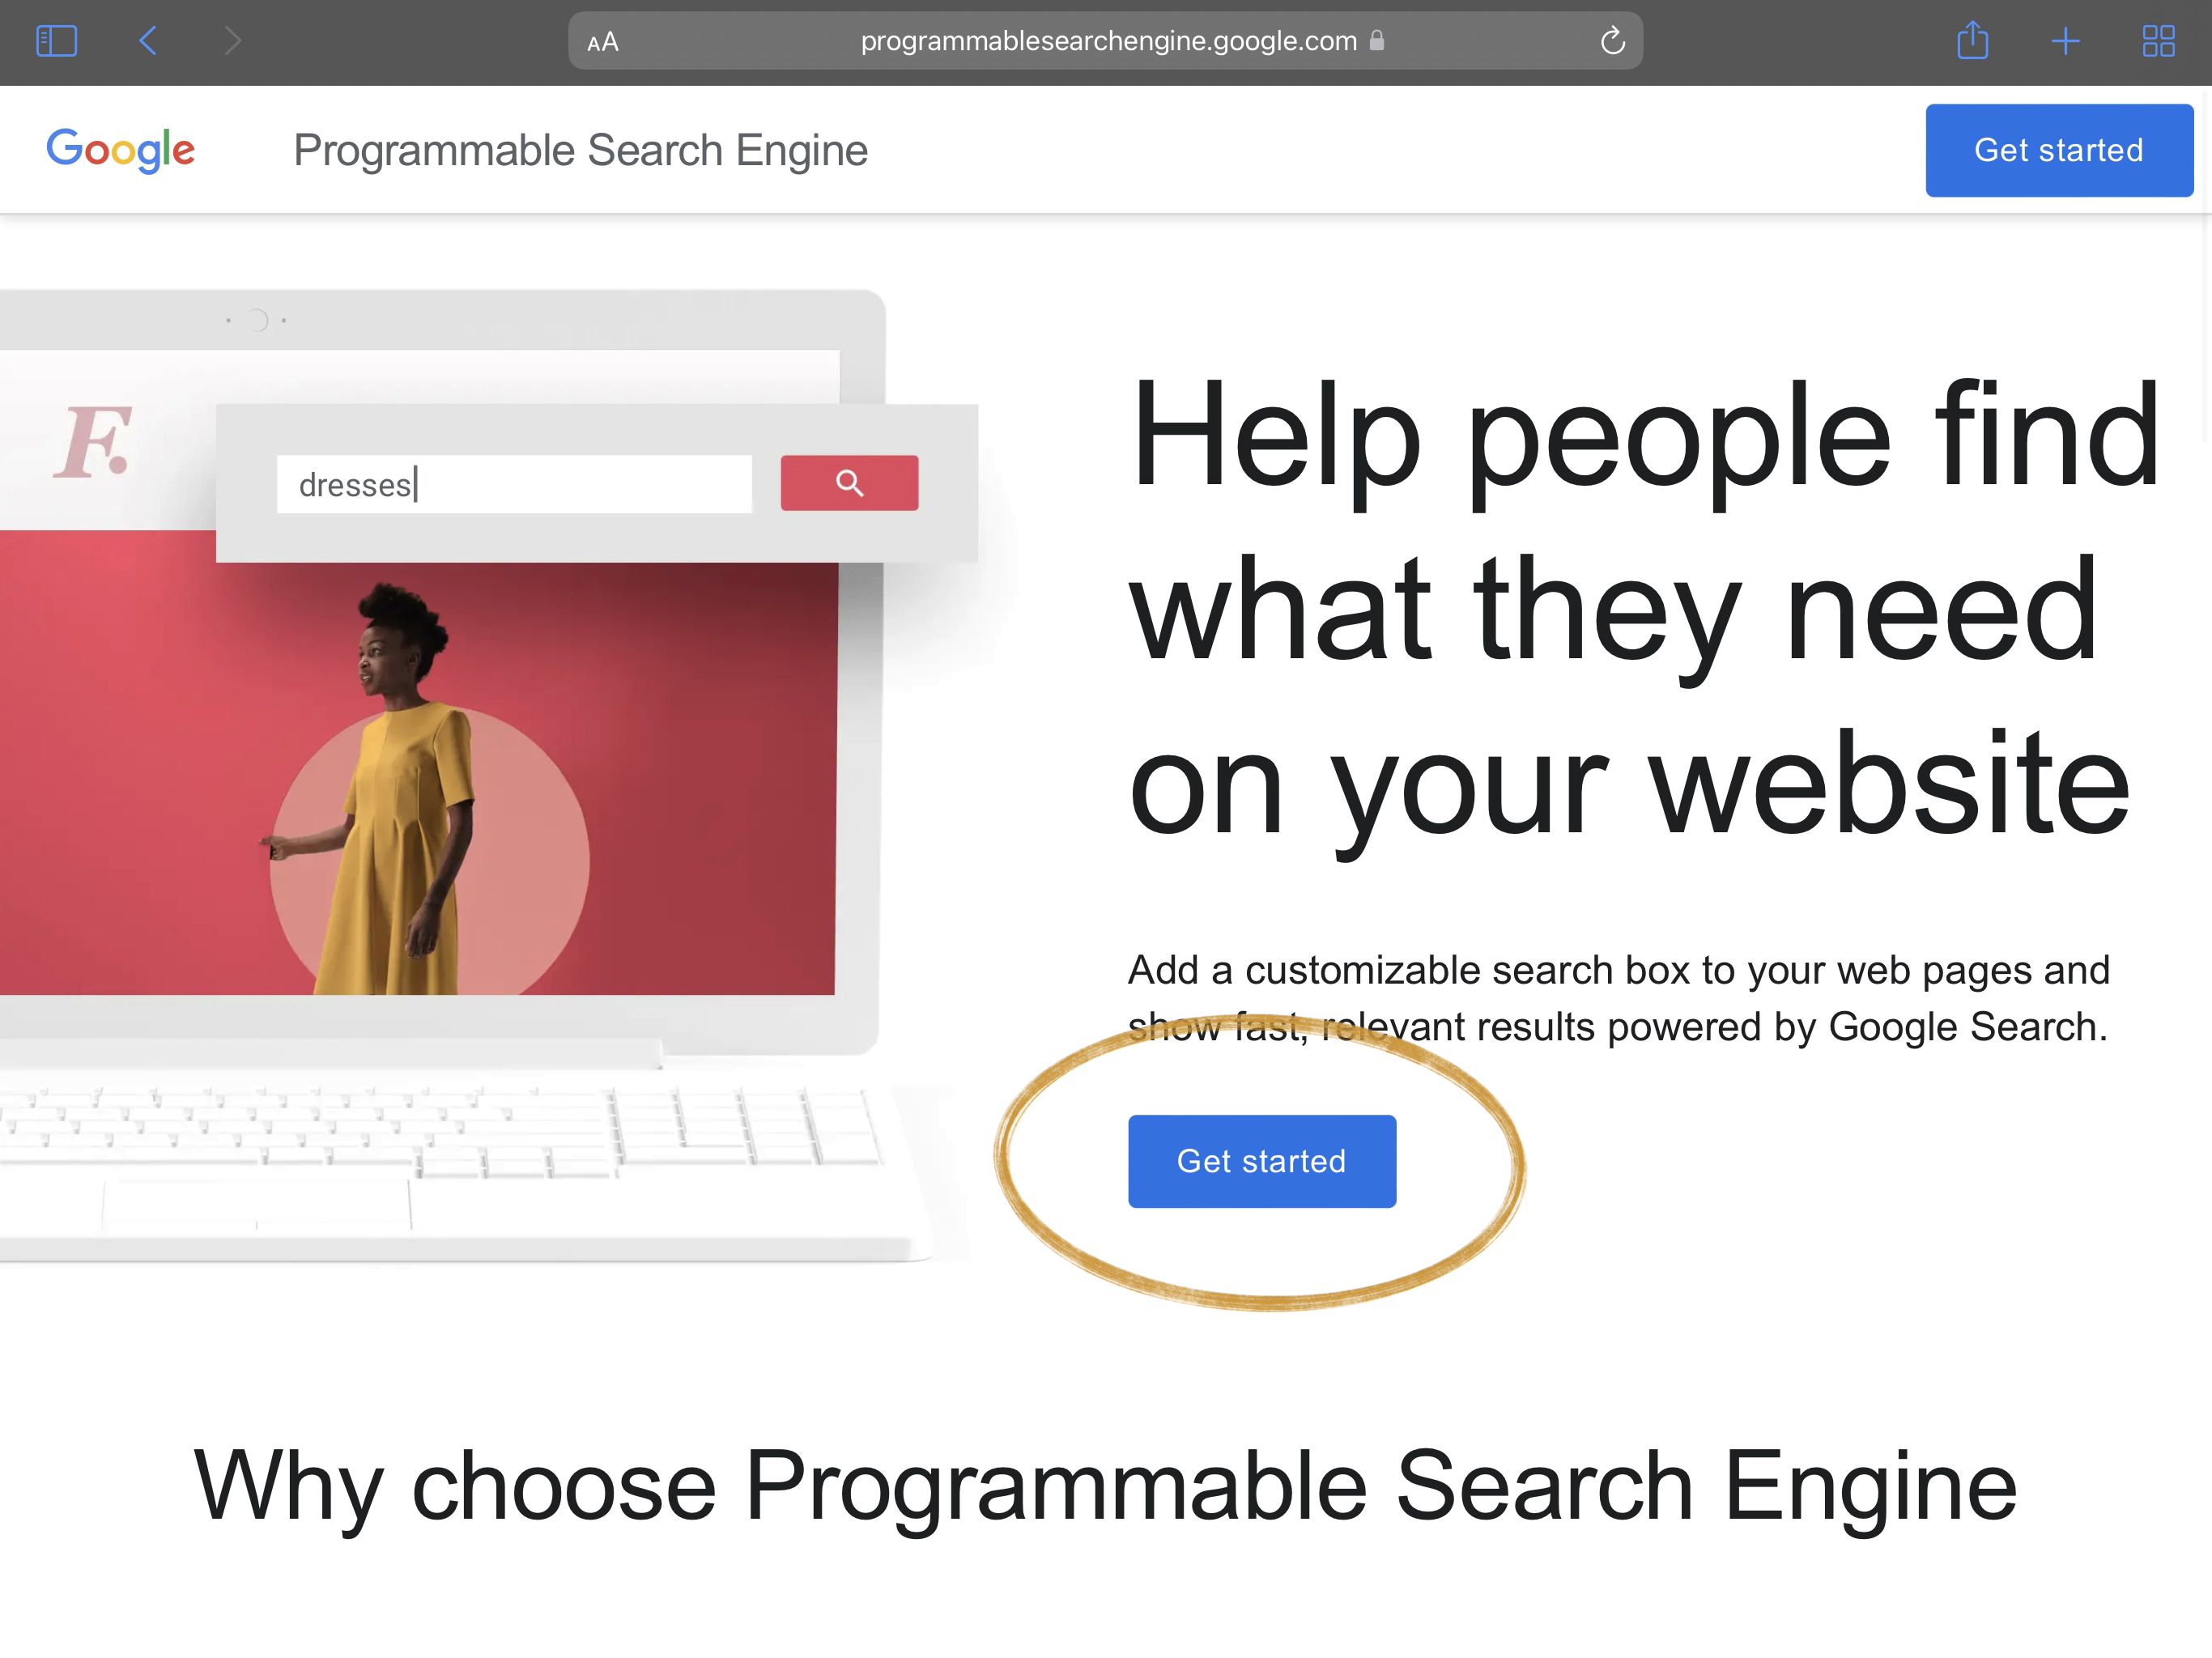 AA
programmablesearchengine.google.com
Google
Programmable Search Engine
Get started
F.
dresses
Help people find
what they need
on your website
Add a customizable search box to your web pages and
show fast, relevant results powered by Google Search.
Get started
Why choose Programmable Search Engine